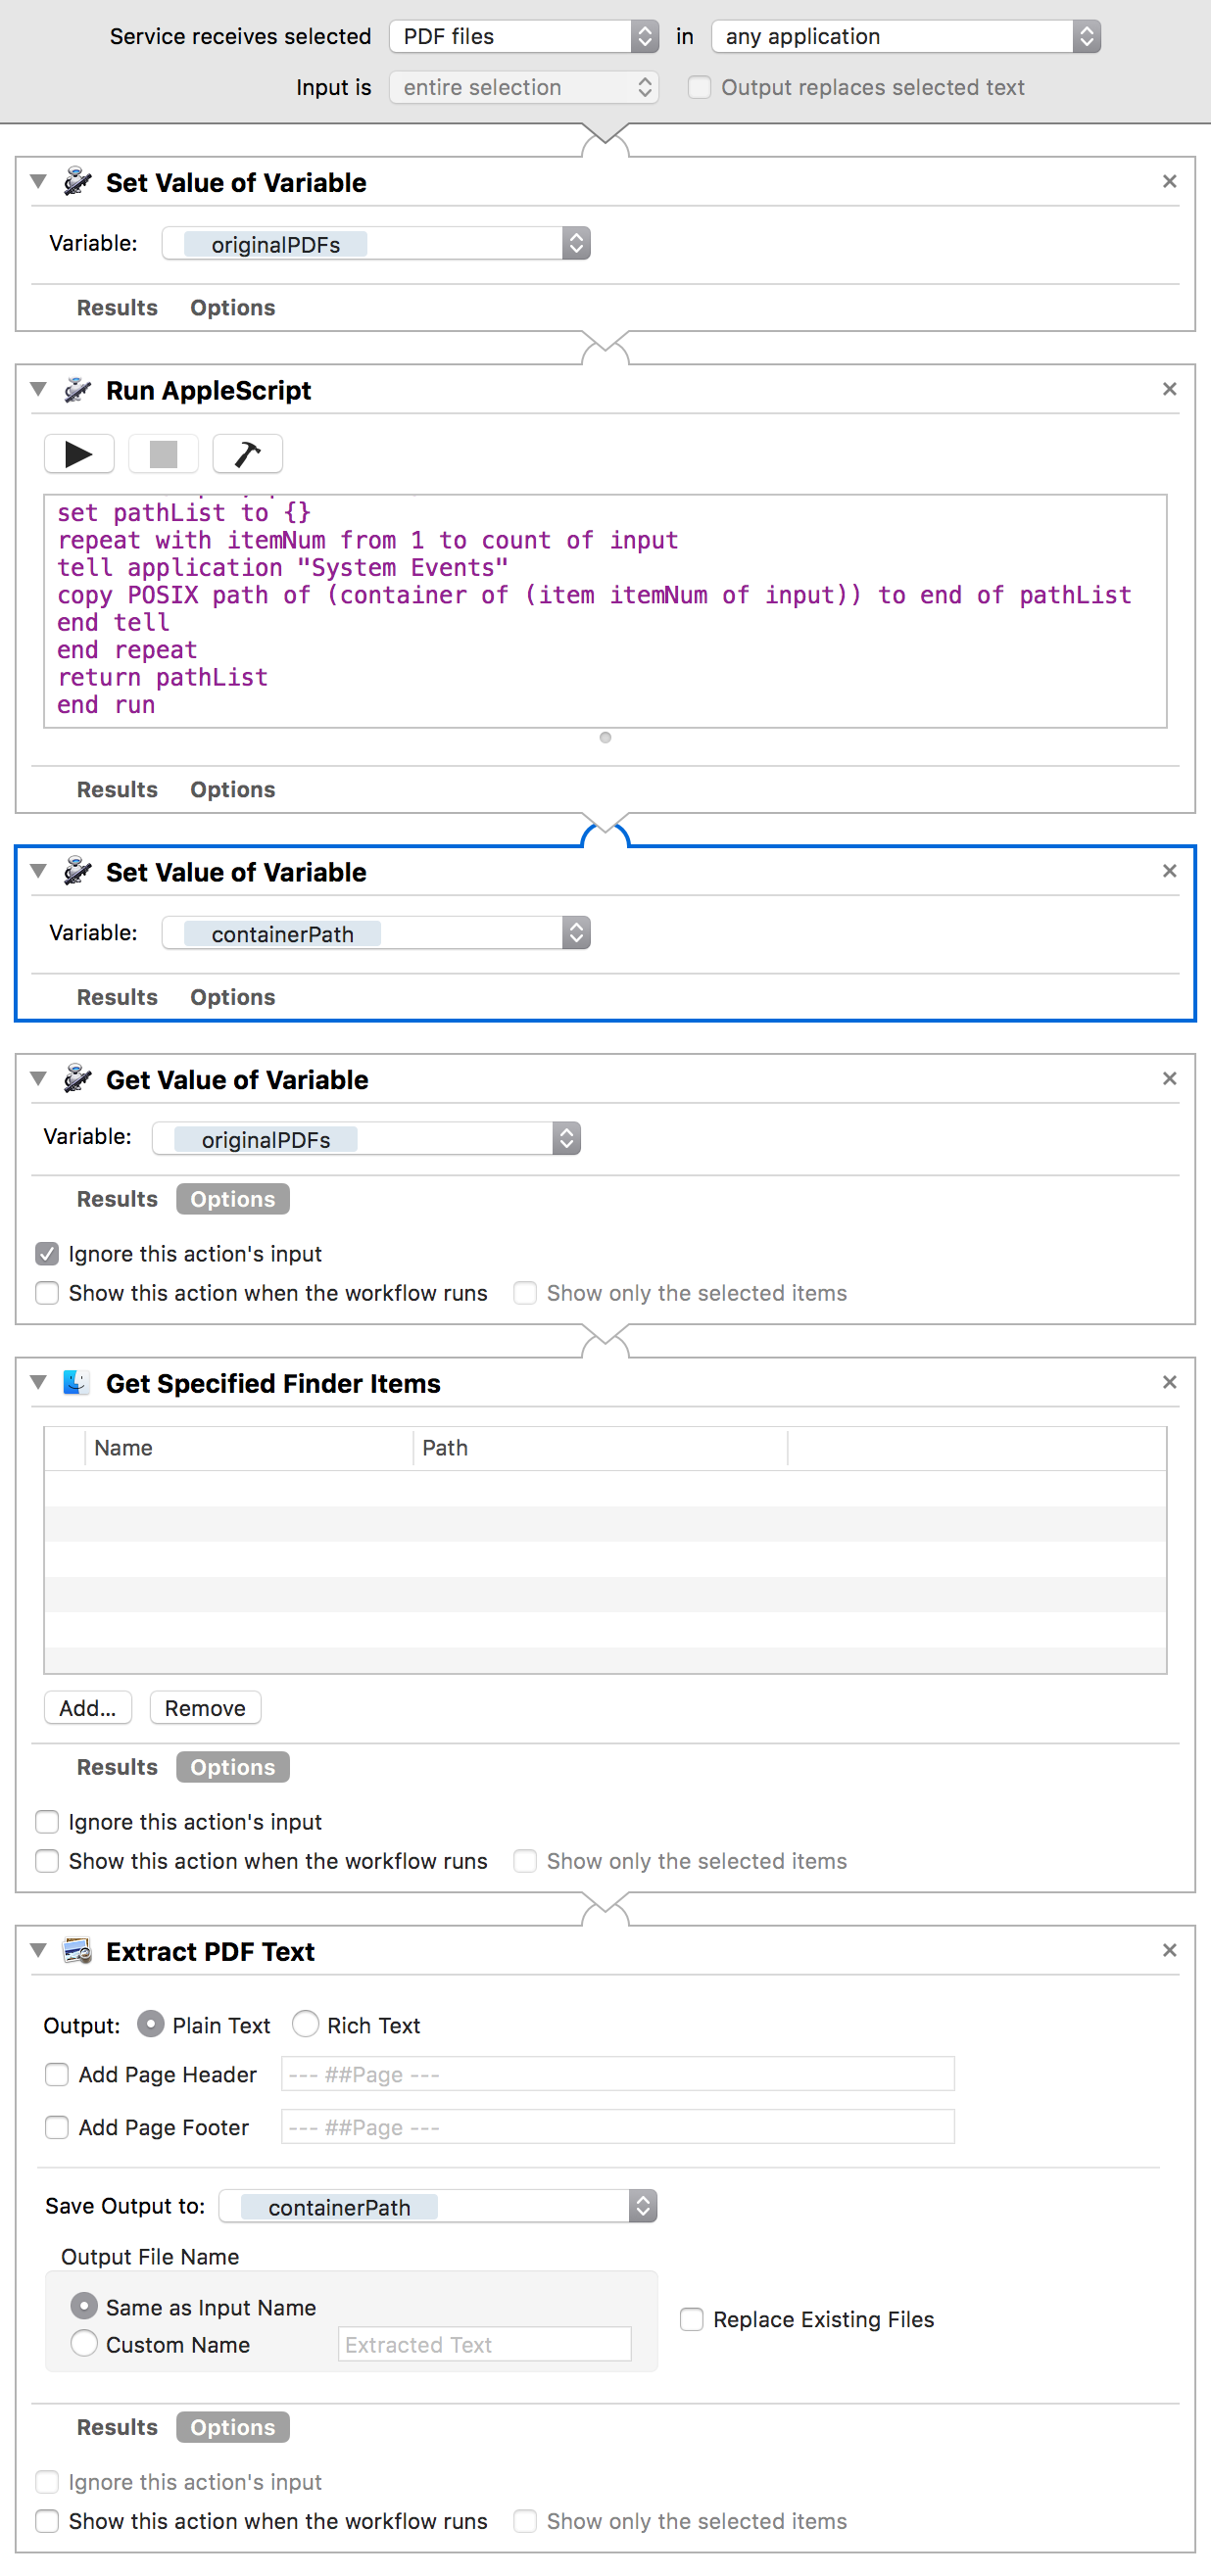 Service receives selected PDF files in any application
Input is entire selection Output replaces selected text
Set Value of Variable
Variable: originalPDFs
Results Options
Run AppleScript
set pathList to {}
repeat with itemNum from 1 to count of input
tell application "System Events"
copy POSIX path of (container of (item itemNum of input)) to end of pathList
end tell
end repeat
return pathList
end run
Results Options
Set Value of Variable
Variable: containerPath
Results Options
Get Value of Variable
Variable: originalPDFs
Results Options
Ignore this action's input
Show this action when the workflow runs Show only the selected items
Get Specified Finder Items
Name Path
Add... Remove
Results Options
Ignore this action's input
Show this action when the workflow runs Show only the selected items
Extract PDF Text
Output: Plain Text Rich Text
Add Page Header --- ##Page ---
Add Page Footer --- ##Page ---
Save Output to: containerPath
Output File Name
Same as Input Name
Replace Existing Files
Custom Name Extracted Text
Results Options
Ignore this action's input
Show this action when the workflow runs Show only the selected items